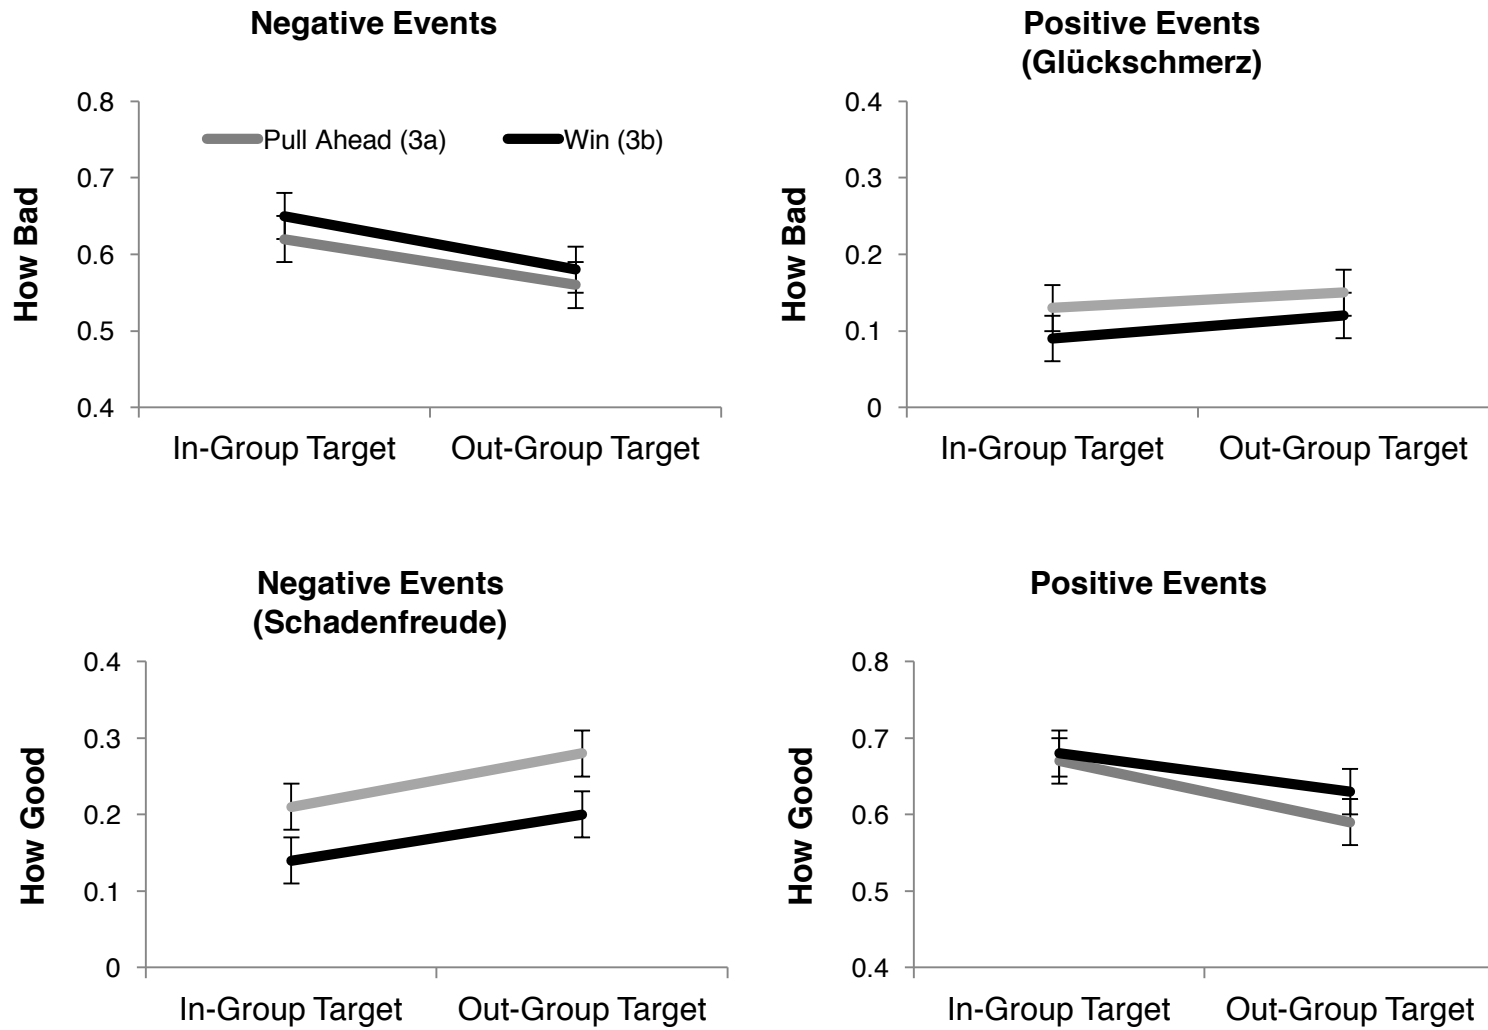 Negative Events
0.8
0.7
0.6
0.5
0.4
How Bad
Pull Ahead (3a)
Win (3b)
In-Group Target
Out-Group Target
Positive Events
(Glückschmerz)
0.4
0.3
0.2
0.1
0
How Bad
In-Group Target
Out-Group Target
Negative Events
(Schadenfreude)
0.4
0.3
0.2
0.1
0
How Good
In-Group Target
Out-Group Target
Positive Events
0.8
0.7
0.6
0.5
0.4
How Good
In-Group Target
Out-Group Target